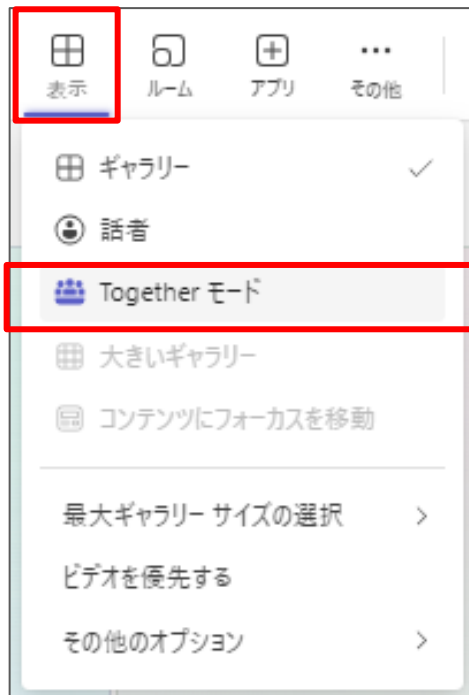 表示 ルーム アプリ その他
ギャラリー
話者
Together モード
大きいギャラリー
コンテンツにフォーカスを移動
最大ギャラリー サイズの選択
ビデオを優先する
その他のオプション